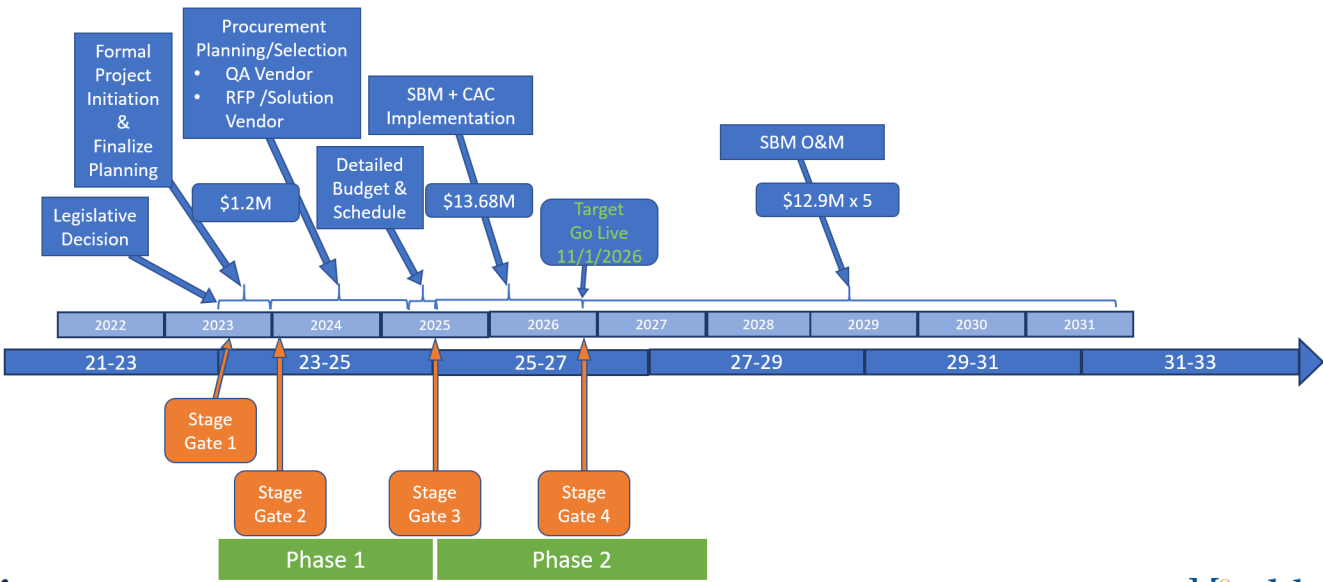 Formal
Project
Initiation
&
Finalize
Planning
Procurement
Planning/Selection
• QA Vendor
• RFP /Solution
Vendor
SBM + CAC
Implementation
SBM O&M
Detailed
Budget &
Schedule
$1.2M
$13.68M
$12.9M x 5
Legislative
Decision
Target
Go Live
11/1/2026
2022 2023 2024 2025 2026 2027 2028 2029 2030 2031
21-23 23-25 25-27 27-29 29-31 31-33
Stage
Gate 1
Stage
Gate 2
Stage
Gate 3
Stage
Gate 4
Phase 1 Phase 2